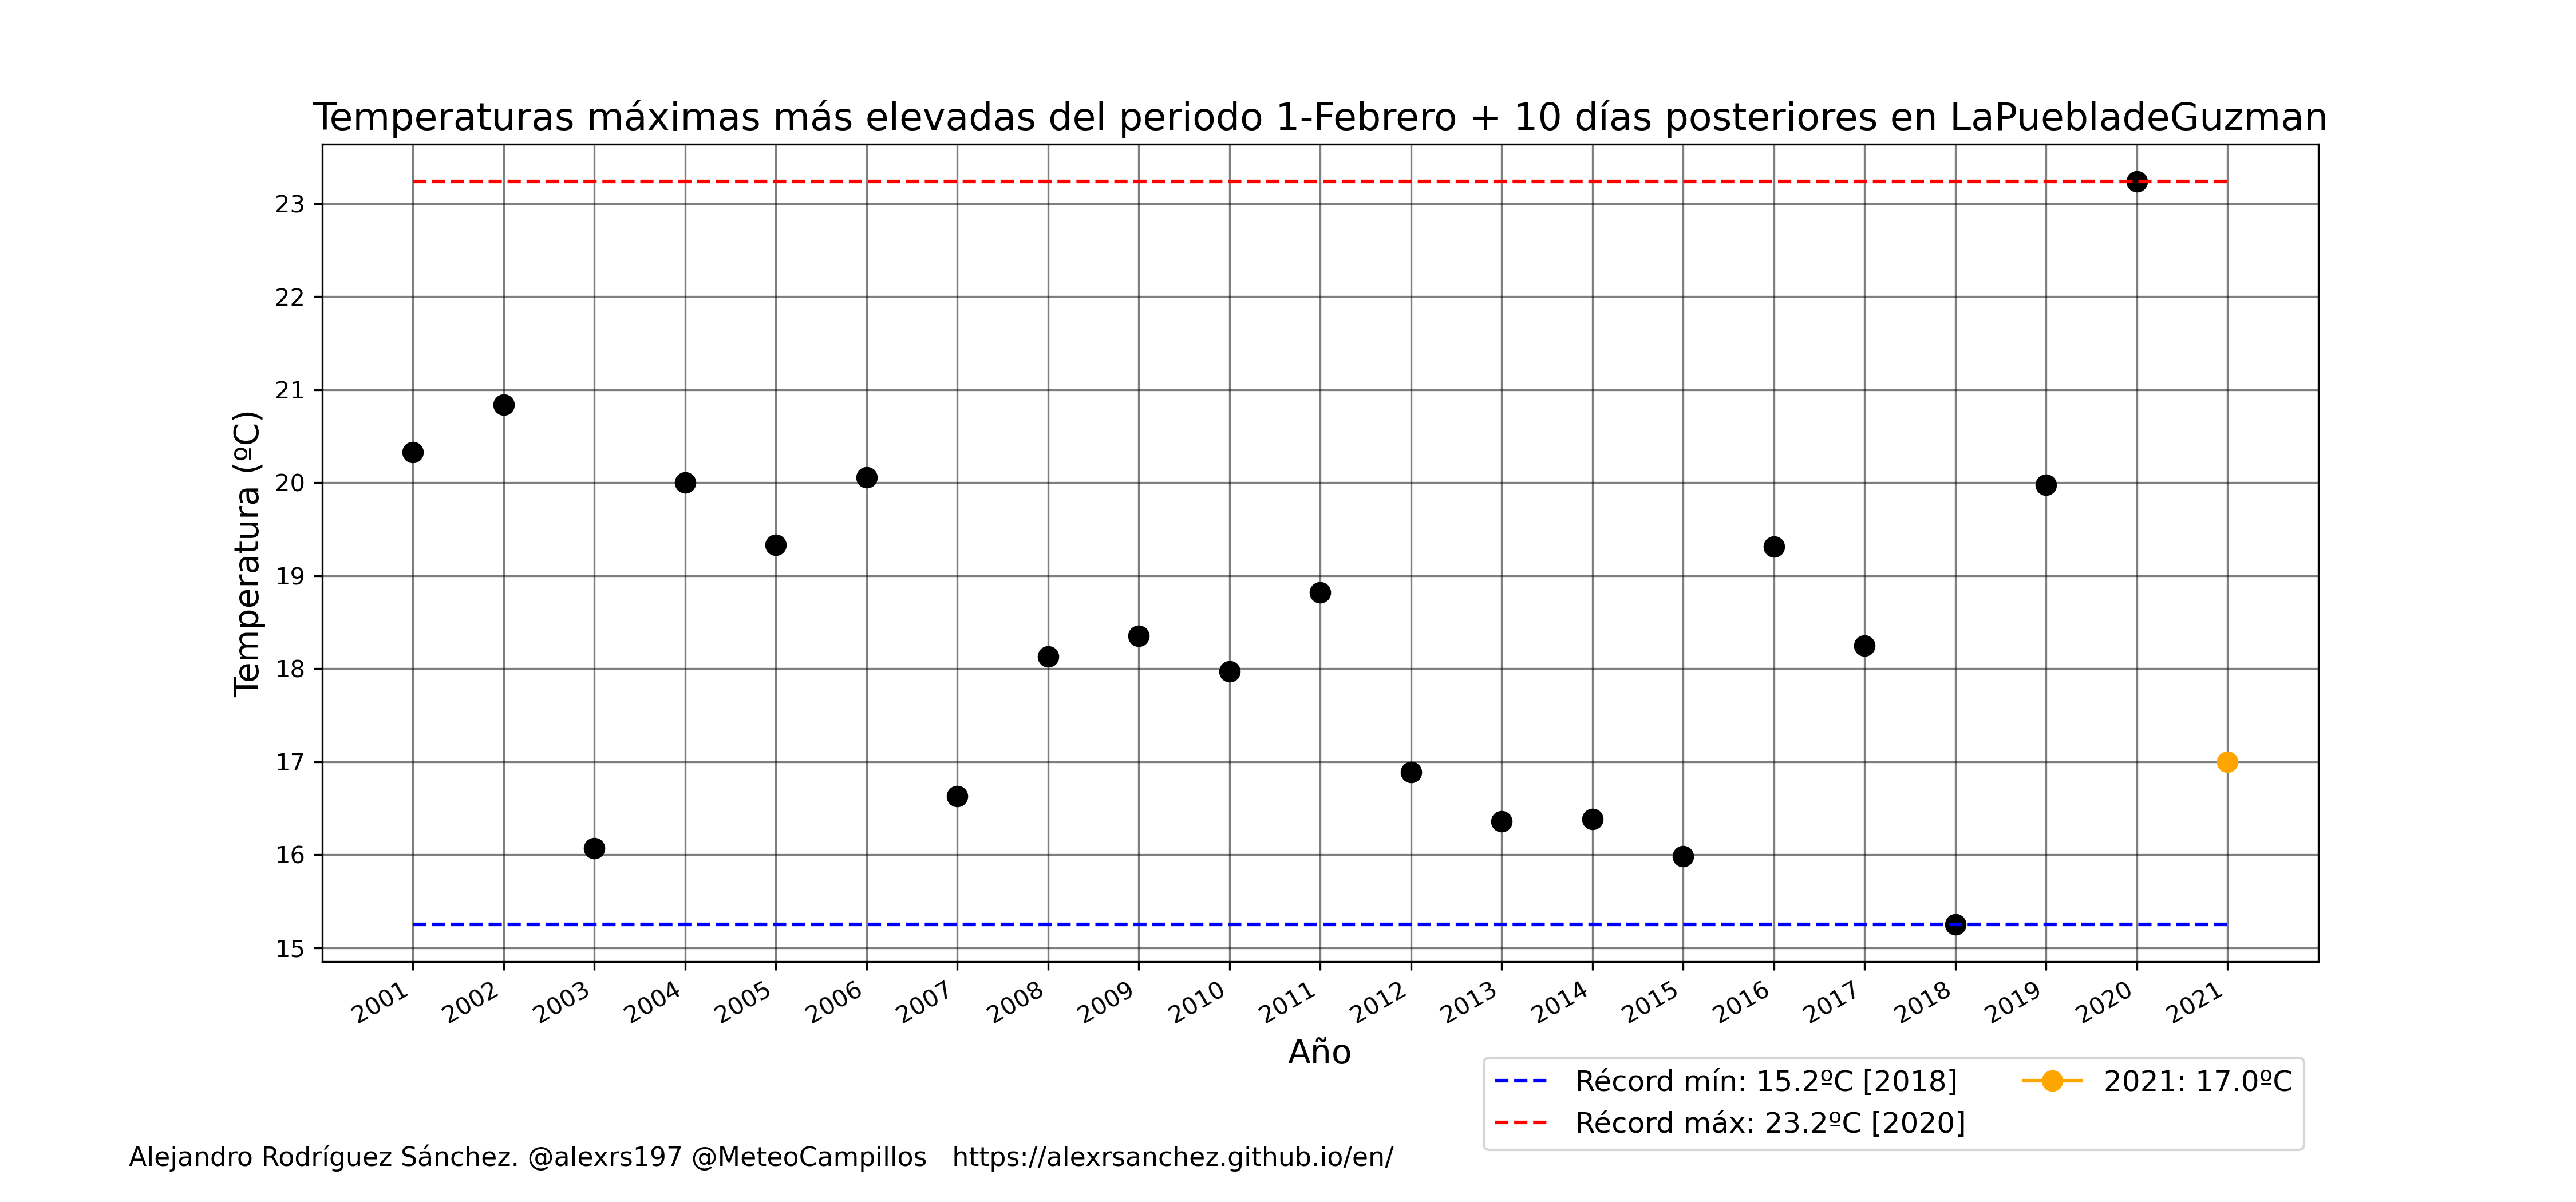 Temperaturas máximas más elevadas del periodo 1-Febrero + 10 días posteriores en LaPuebladeGuzman
Temperatura (ºC)
23
22
21
20
19
18
17
16
15
2001 2002 2003 2004 2005 2006 2007 2008 2009 2010 2011 2012 2013 2014 2015 2016 2017 2018 2019 2020 2021
Año
Récord mín: 15.2ºC [2018]
Récord máx: 23.2ºC [2020]
2021: 17.0ºC
Alejandro Rodríguez Sánchez. @alexrs197 @MeteoCampillos https://alexrsanchez.github.io/en/